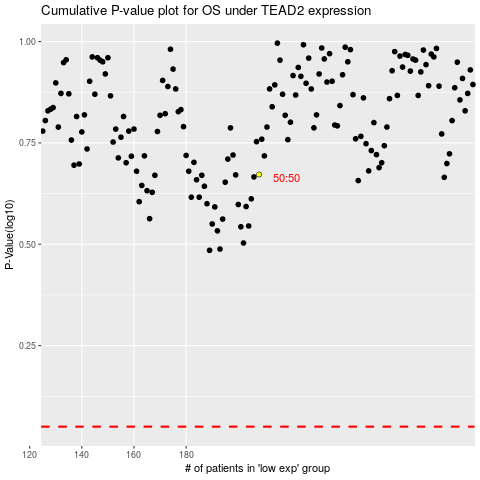 Cumulative P-value plot for OS under TEAD2 expression
P-Value(log10)
1.00
0.75
0.50
0.25
50:50
120 140 160 180
# of patients in 'low exp' group